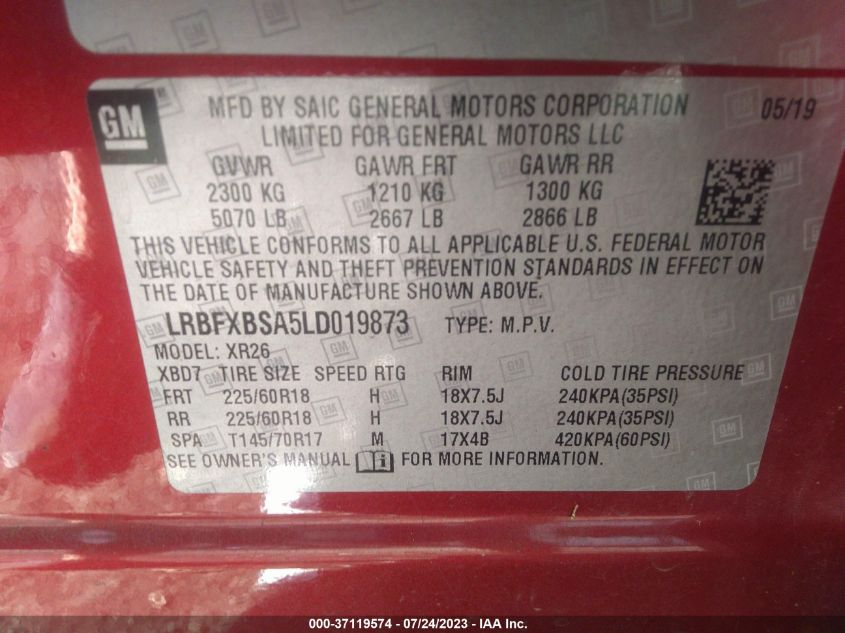 GM
MFD BY SAIC GENERAL MOTORS CORPORATION 05/19
LIMITED FOR GENERAL MOTORS LLC
GVWR GAWR FRT GAWR RR
2300 KG 1210 KG 1300 KG
5070 LB 2667 LB 2866 LB
THIS VEHICLE CONFORMS TO ALL APPLICABLE U.S. FEDERAL MOTOR
VEHICLE SAFETY AND THEFT PREVENTION STANDARDS IN EFFECT ON
THE DATE OF MANUFACTURE SHOWN ABOVE.
LRBFXBSA5LD019873 TYPE: M.P.V.
MODEL: XR26
XBD7 TIRE SIZE SPEED RTG RIM COLD TIRE PRESSURE
FRT 225/60R18 H 18X7.5J 240KPA(35PSI)
RR 225/60R18 H 18X7.5J 240KPA(35PSI)
SPA T145/70R17 M 17X4B 420KPA(60PSI)
SEE OWNER'S MANUAL i FOR MORE INFORMATION.
000-37119574 - 07/24/2023 - IAA Inc.